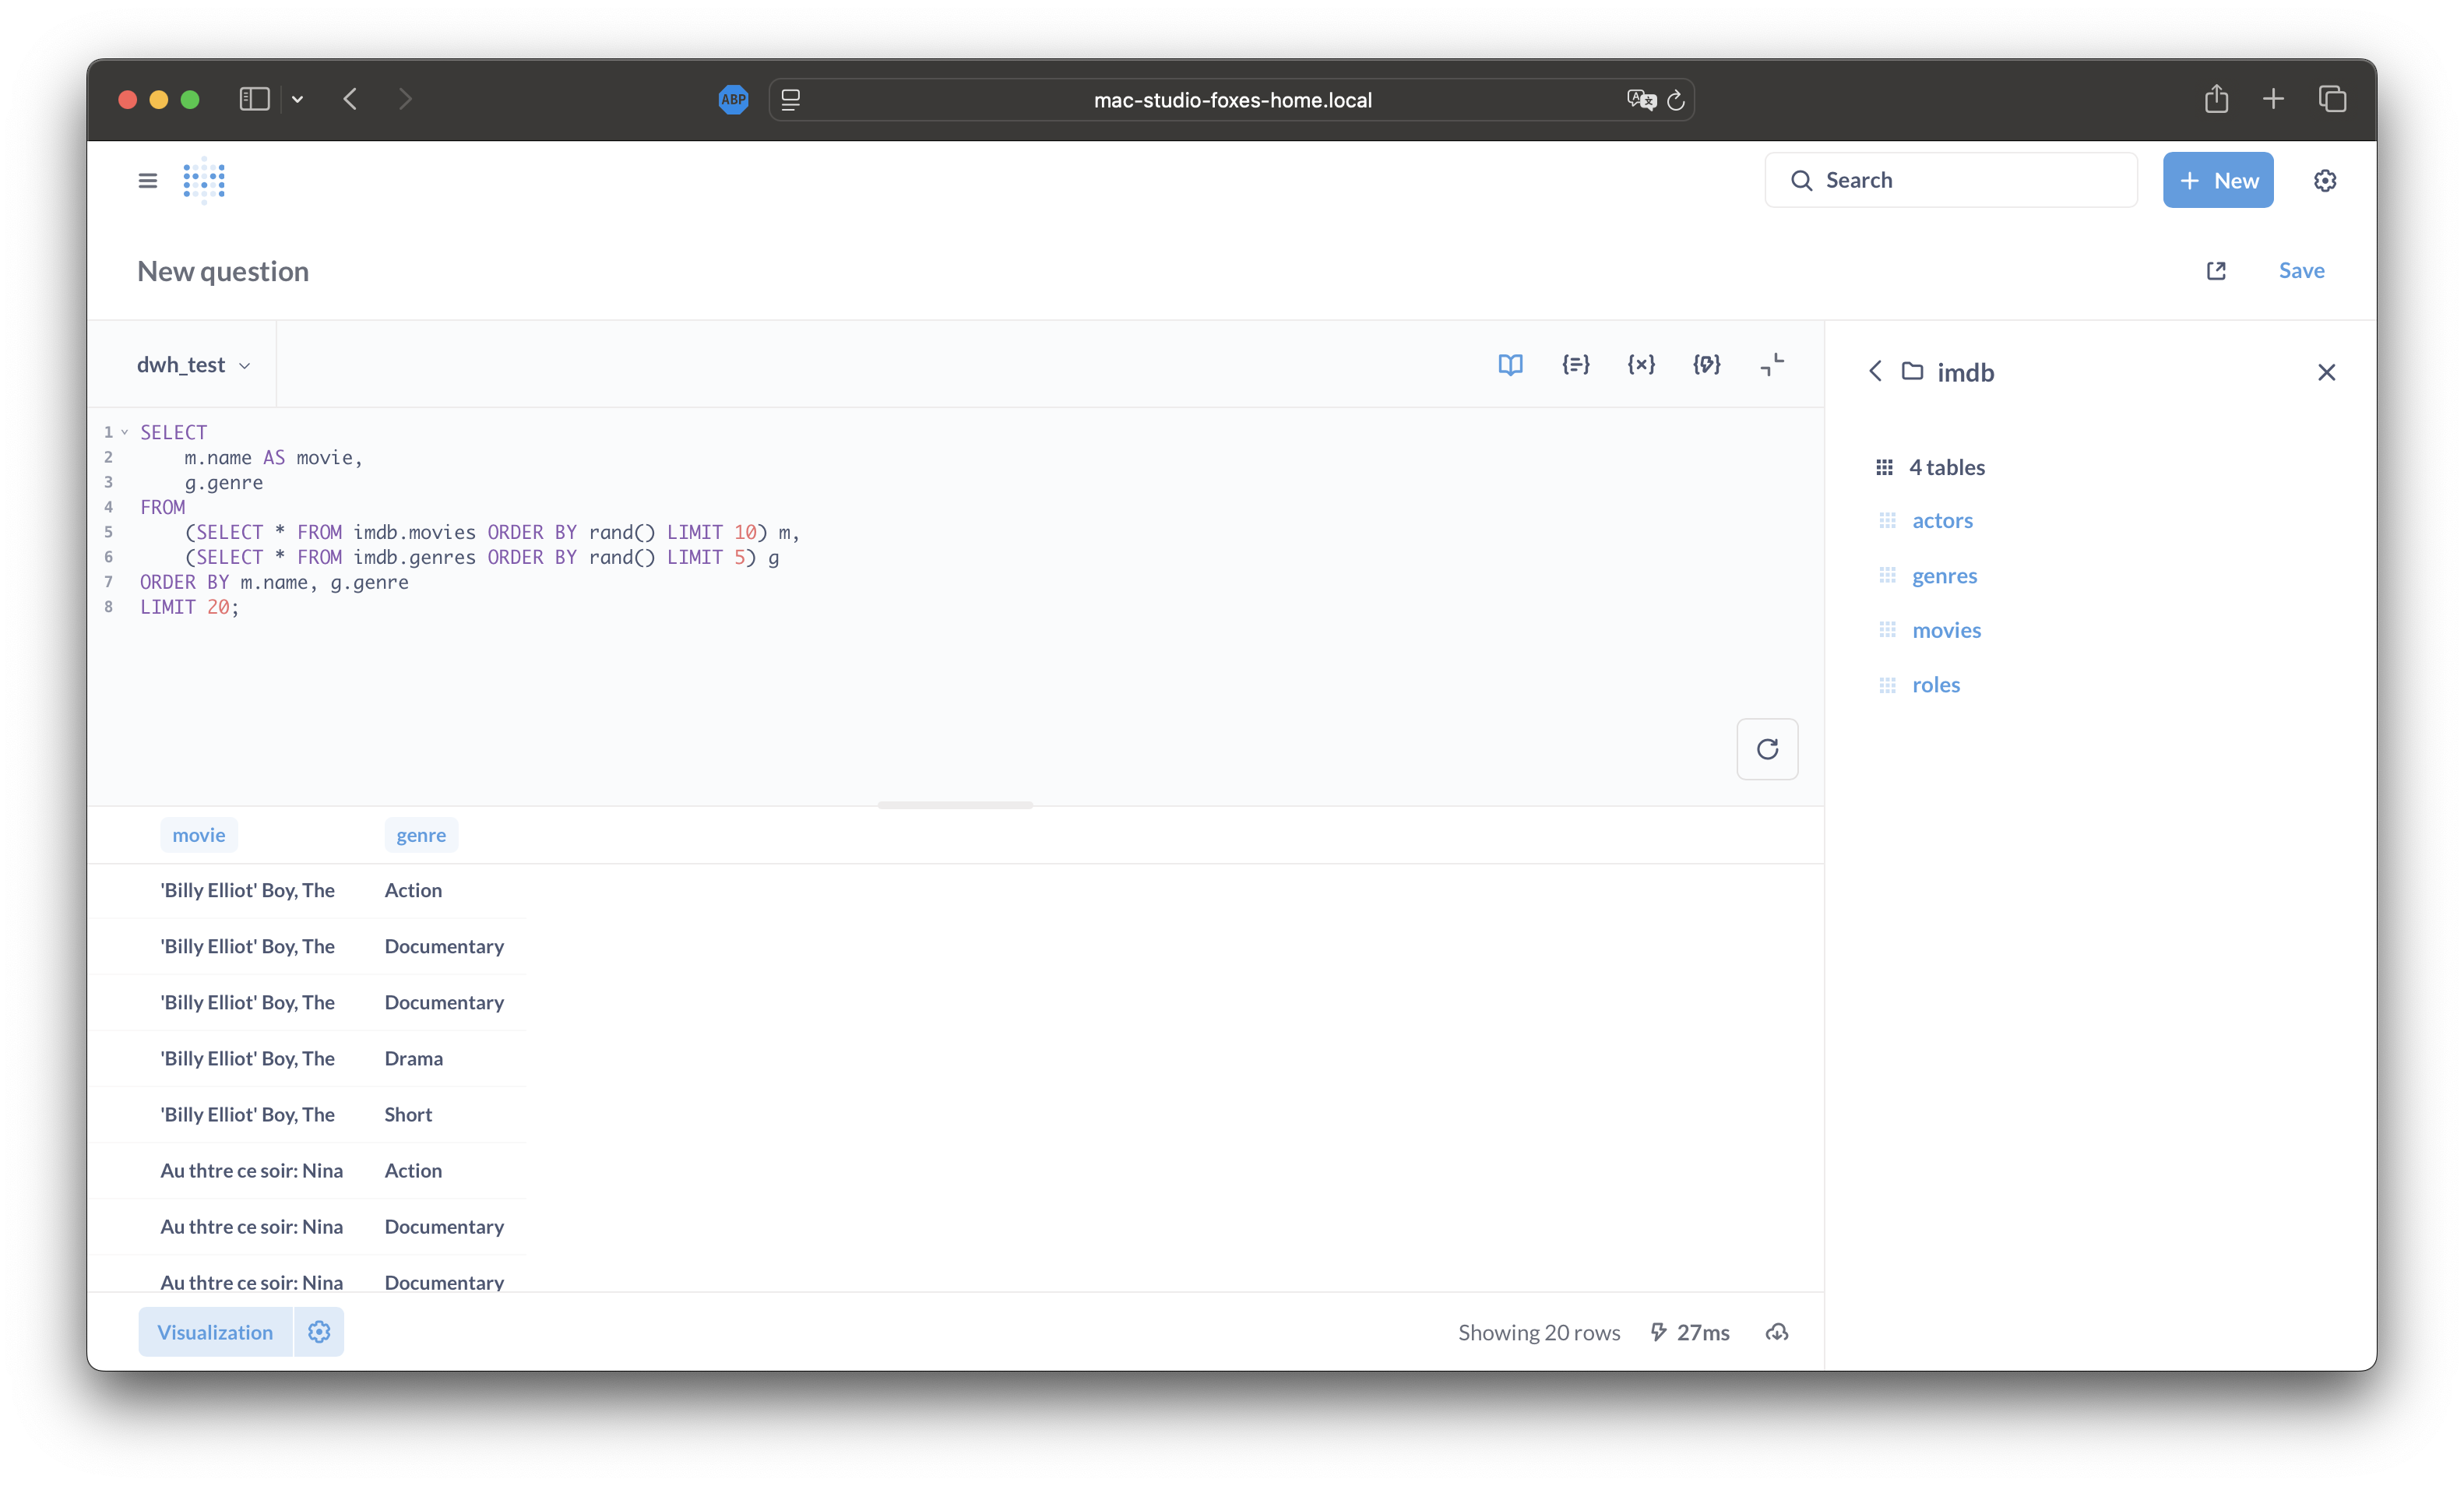 ABP
mac-studio-foxes-home.local
Search
+ New
New question
Save
dwh_test
imdb
1 SELECT
2 m.name AS movie,
3 g.genre
4 FROM
5 (SELECT * FROM imdb.movies ORDER BY rand() LIMIT 10) m,
6 (SELECT * FROM imdb.genres ORDER BY rand() LIMIT 5) g
7 ORDER BY m.name, g.genre
8 LIMIT 20;
4 tables
actors
genres
movies
roles
movie genre
'Billy Elliot' Boy, The Action
'Billy Elliot' Boy, The Documentary
'Billy Elliot' Boy, The Documentary
'Billy Elliot' Boy, The Drama
'Billy Elliot' Boy, The Short
Au thtre ce soir: Nina Action
Au thtre ce soir: Nina Documentary
Au thtre ce soir: Nina Documentary
Visualization
Showing 20 rows 27ms